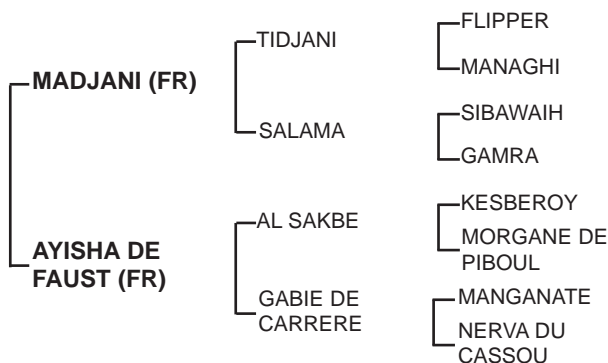 MADJANI (FR)
TIDJANI
FLIPPER
MANAGHI
SALAMA
SIBAWAIH
GAMRA
AYISHA DE
FAUST (FR)
AL SAKBE
KESBEROY
MORGANE DE
PIBOUL
GABIE DE
CARRERE
MANGANATE
NERVA DU
CASSOU